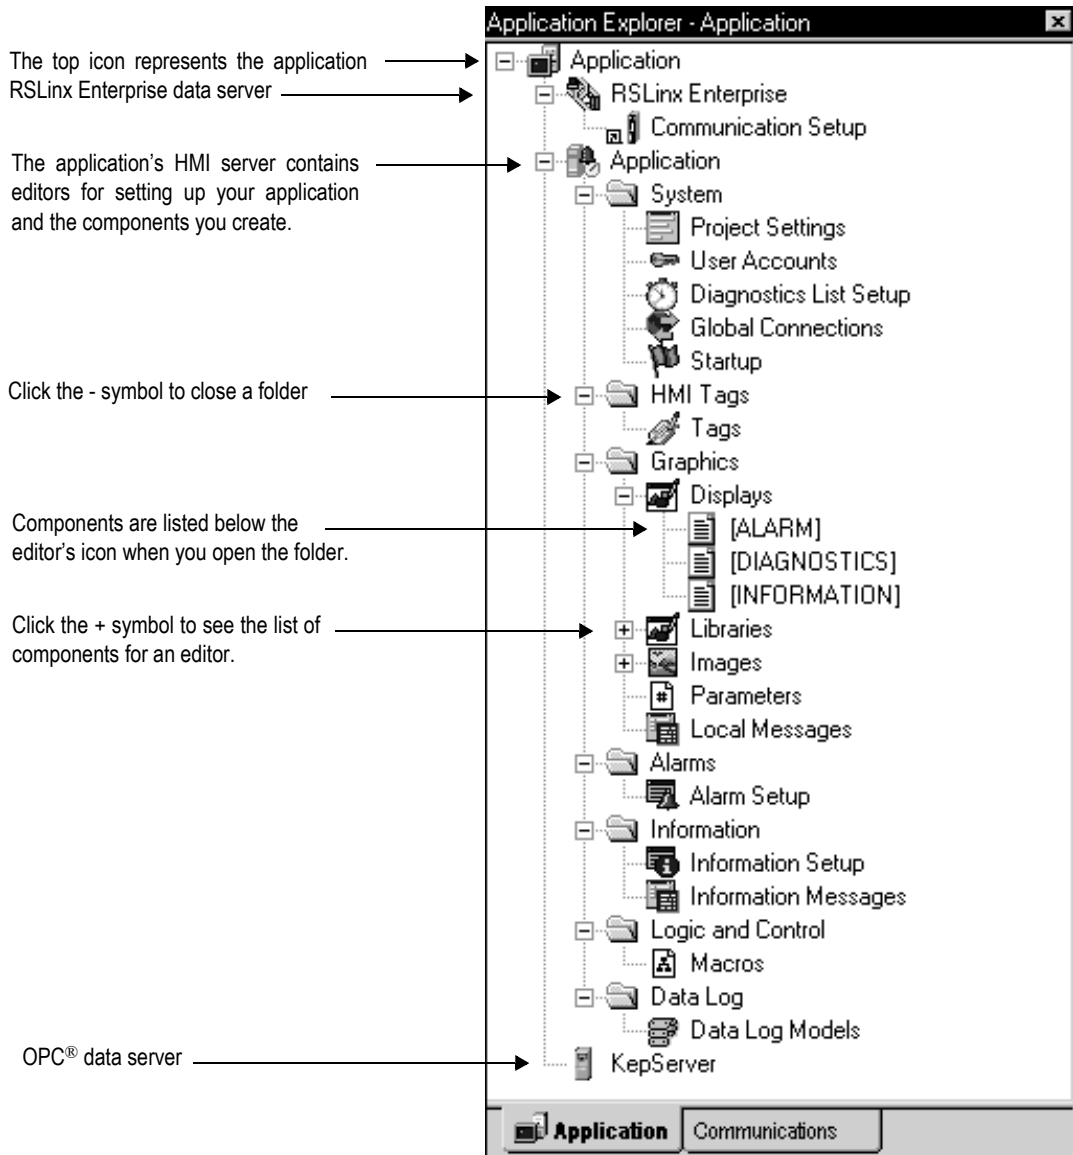 Application Explorer - Application
The top icon represents the application
Application
RSLinx Enterprise data server
RSLinx Enterprise
Communication Setup
The application's HMI server contains
editors for setting up your application
and the components you create.
Application
System
Project Settings
User Accounts
Diagnostics List Setup
Global Connections
Startup
Click the - symbol to close a folder
HMI Tags
Tags
Graphics
Displays
Components are listed below the
editor's icon when you open the folder.
[ALARM]
[DIAGNOSTICS]
[INFORMATION]
Click the + symbol to see the list of
components for an editor.
Libraries
Images
Parameters
Local Messages
Alarms
Alarm Setup
Information
Information Setup
Information Messages
Logic and Control
Macros
Data Log
Data Log Models
OPC® data server
KepServer
Application
Communications